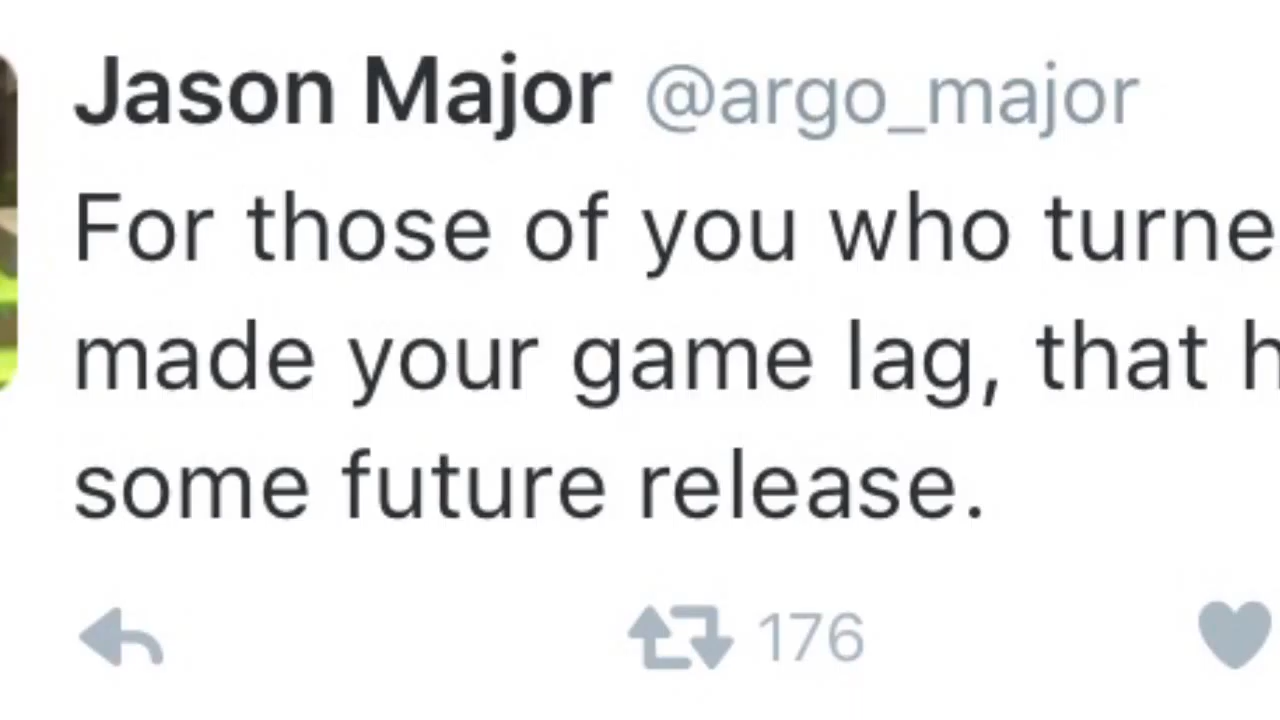 Jason Major @argo_major
For those of you who turne
made your game lag, that h
some future release.
176